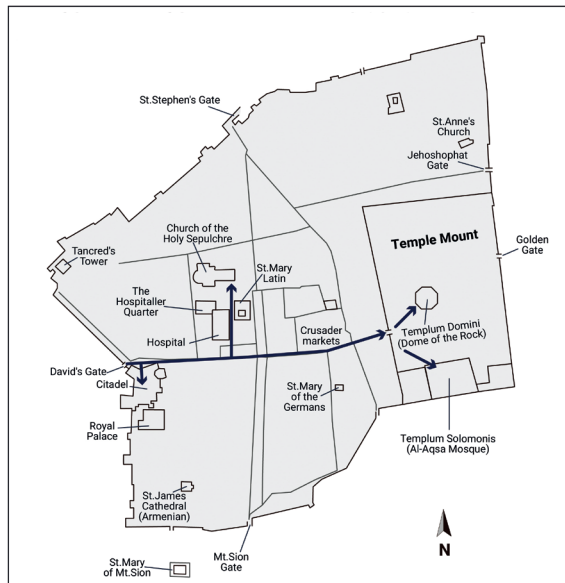 St.Stephen's Gate
St.Anne's
Church
Jehoshophat
Gate
Church of the
Holy Sepulchre
Temple Mount
Golden
Gate
Tancred's
Tower
St.Mary
Latin
The
Hospitaller
Quarter
Hospital
Crusader
markets
Templum Domini
(Dome of the Rock)
David's Gate
Citadel
St.Mary
of the
Germans
Royal
Palace
Templum Solomonis
(Al-Aqsa Mosque)
St.James
Cathedral
(Armenian)
N
Mt.Sion
Gate
St.Mary
of Mt.Sion